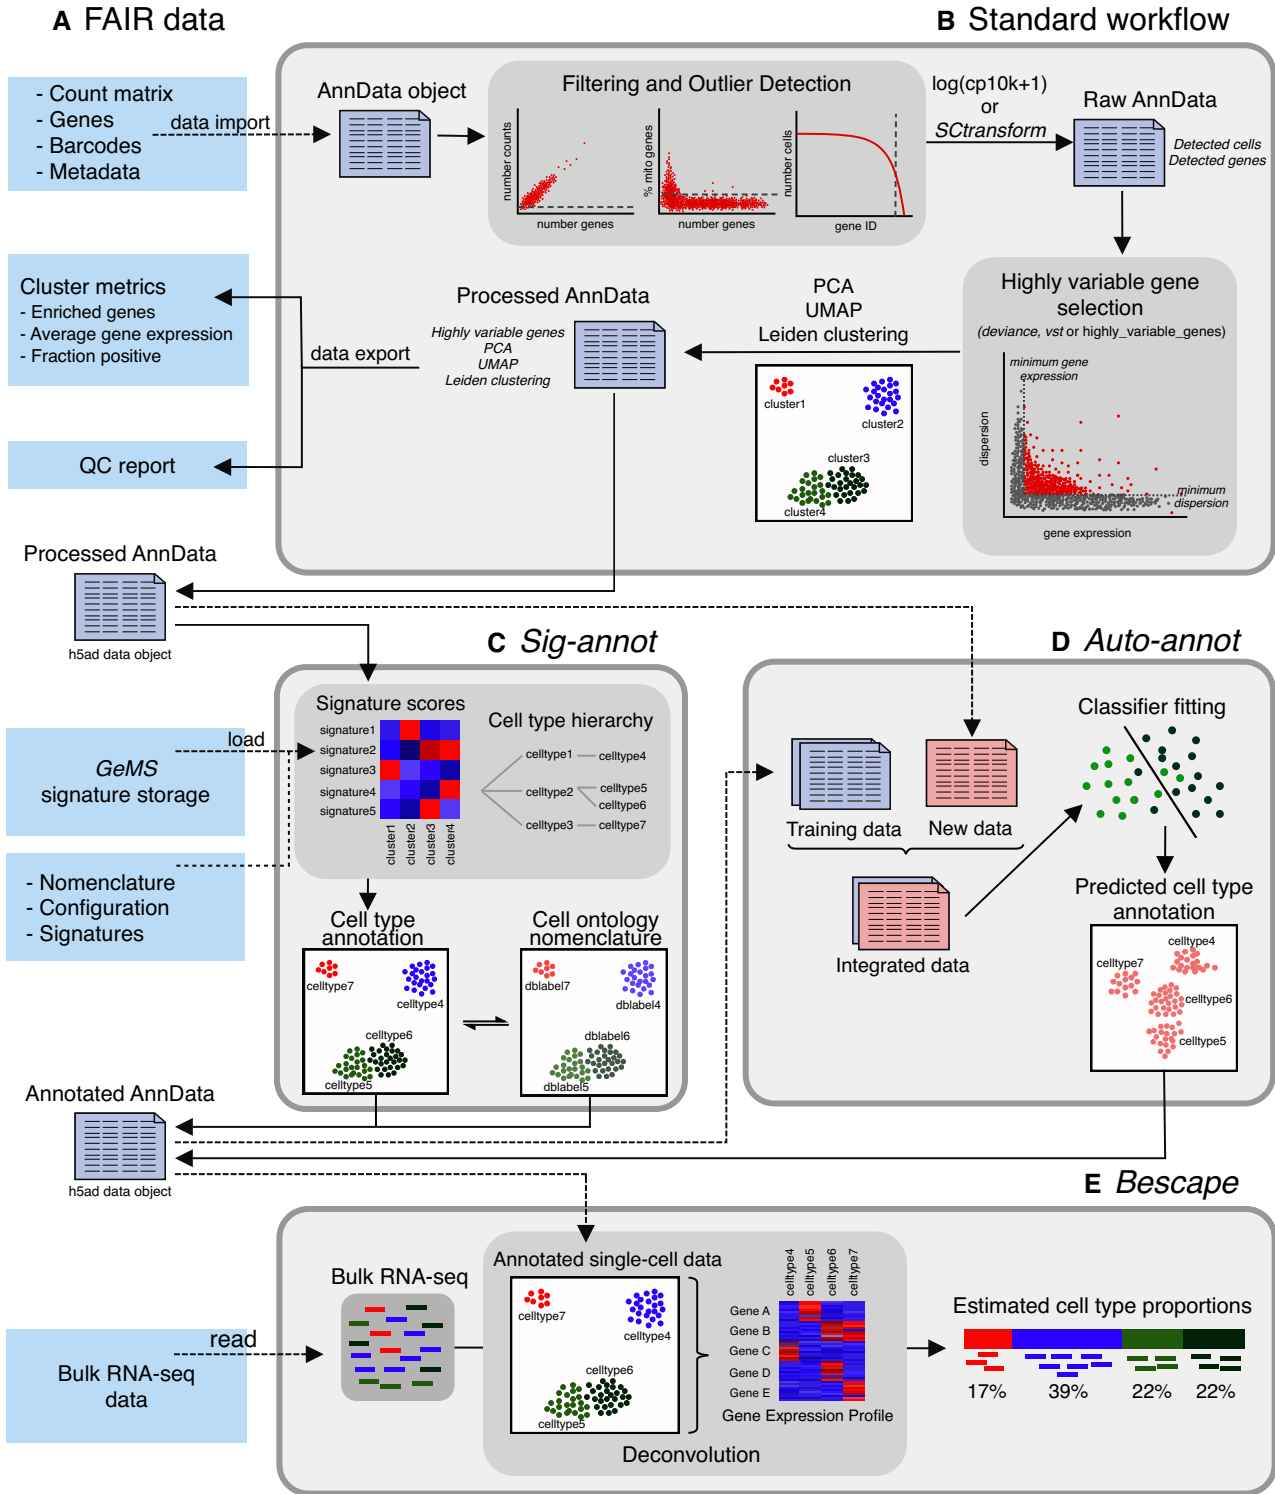 A FAIR data
B Standard workflow
- Count matrix
- Genes
- Barcodes
- Metadata
data import
AnnData object
Filtering and Outlier Detection
number counts
number genes
% mito genes
number genes
number cells
gene ID
log(cp10k+1)
or
SCtransform
Raw AnnData
Detected cells
Detected genes
Cluster metrics
- Enriched genes
- Average gene expression
- Fraction positive
QC report
data export
Processed AnnData
Highly variable genes
PCA
UMAP
Leiden clustering
PCA
UMAP
Leiden clustering
cluster1
cluster2
cluster3
cluster4
Highly variable gene
selection
(deviance, vst or highly_variable_genes)
minimum gene
expression
dispersion
minimum
dispersion
gene expression
Processed AnnData
h5ad data object
C Sig-annot
D Auto-annot
GeMS
signature storage
load
- Nomenclature
- Configuration
- Signatures
Signature scores
signature1
signature2
signature3
signature4
signature5
cluster1
cluster2
cluster3
cluster4
Cell type hierarchy
celltype1
celltype2
celltype3
celltype4
celltype5
celltype6
celltype7
Cell type
annotation
celltype7
celltype4
celltype6
celltype5
Cell ontology
nomenclature
dblabel7
dblabel4
dblabel6
dblabel5
Training data
New data
Integrated data
Classifier fitting
Predicted cell type
annotation
celltype4
celltype7
celltype6
celltype5
Annotated AnnData
h5ad data object
E Bescape
Bulk RNA-seq
data
read
Bulk RNA-seq
Annotated single-cell data
celltype7
celltype4
celltype6
celltype5
Deconvolution
celltype4
celltype5
celltype6
celltype7
Gene A
Gene B
Gene C
Gene D
Gene E
Gene Expression Profile
Estimated cell type proportions
17%
39%
22%
22%